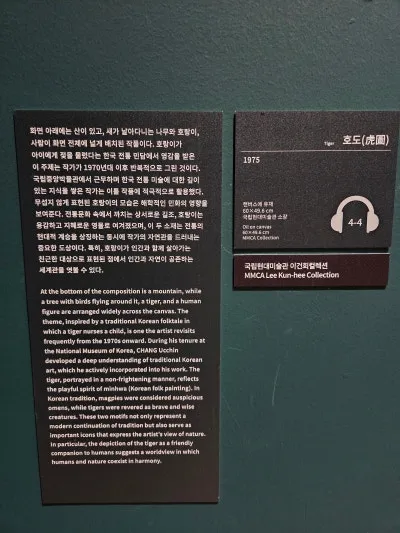 화면 아래에는 산이 있고, 새가 날아다니는 나무와 호랑이,
사람이 화면 전체에 넓게 배치된 작품이다. 호랑이가
아이에게 젖을 물렸다는 한국 전통 민담에서 영감을 받은
이 주제는 작가가 1970년대 이후 반복적으로 그린 것이다.
국립중앙박물관에서 근무하며 한국 전통 미술에 대한 깊이
있는 지식을 쌓은 작가는 이를 작품에 적극적으로 활용했다.
무섭지 않게 표현된 호랑이의 모습은 해학적인 민화의 영향을
보여준다. 전통문화 속에서 까치는 상서로운 길조, 호랑이는
용감하고 지혜로운 영물로 여겨졌으며, 이 두 소재는 전통의
현대적 계승을 상징하는 동시에 작가의 자연관을 드러내는
중요한 도상이다. 특히, 호랑이가 인간과 함께 살아가는
친근한 대상으로 표현된 점에서 인간과 자연이 공존하는
세계관을 엿볼 수 있다.
At the bottom of the composition is a mountain, while
a tree with birds flying around it, a tiger, and a human
figure are arranged widely across the canvas. The
theme, inspired by a traditional Korean folktale in
which a tiger nurses a child, is one the artist revisits
frequently from the 1970s onward. During his tenure at
the National Museum of Korea, CHANG Ucchin
developed a deep understanding of traditional Korean
art, which he actively incorporated into his work. The
tiger, portrayed in a non-frightening manner, reflects
the playful spirit of minhwa (Korean folk painting). In
Korean tradition, magpies were considered auspicious
omens, while tigers were revered as brave and wise
creatures. These two motifs not only represent a
modern continuation of tradition but also serve as
important icons that express the artist's view of nature.
In particular, the depiction of the tiger as a friendly
companion to humans suggests a worldview in which
humans and nature coexist in harmony.
Tiger 호도(虎圖)
1975
캔버스에 유채
60×49.6 cm
국립현대미술관 소장
Oil on canvas
60×49.6 cm
MMCA Collection
4-4
국립현대미술관 이건희컬렉션
MMCA Lee Kun-hee Collection